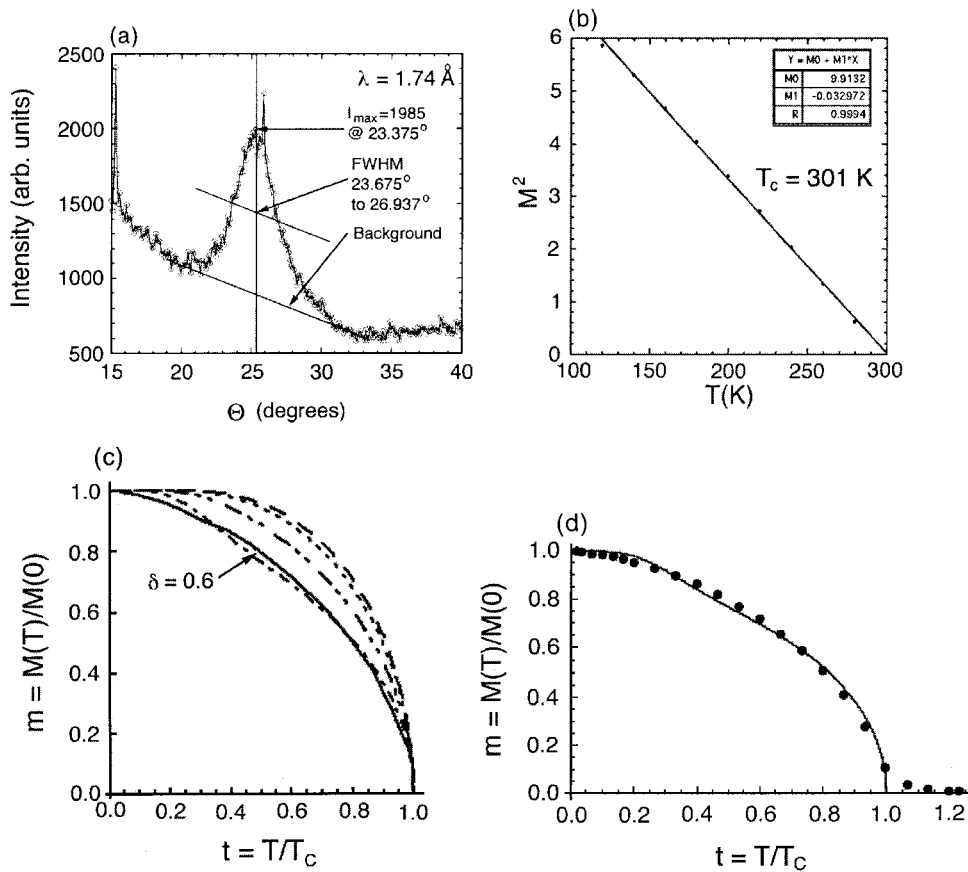 (a)
2500
2000
1500
1000
500
Intensity (arb. units)
λ = 1.74 Å
Imax=1985
@ 23.375°
FWHM
23.675°
to 26.937°
Background
15 20 25 30 35 40
Θ (degrees)
(b)
6
5
4
3
2
1
0
M²
Y = M0 + M1*X
M0 9.9132
M1 -0.032972
R 0.9994
Tc = 301 K
100 150 200 250 300
T(K)
(c)
1.0
0.8
0.6
0.4
0.2
0.0
m = M(T)/M(0)
δ = 0.6
0.0 0.2 0.4 0.6 0.8 1.0
t = T/TC
(d)
1.0
0.8
0.6
0.4
0.2
0.0
m = M(T)/M(0)
0.0 0.2 0.4 0.6 0.8 1.0 1.2
t = T/TC